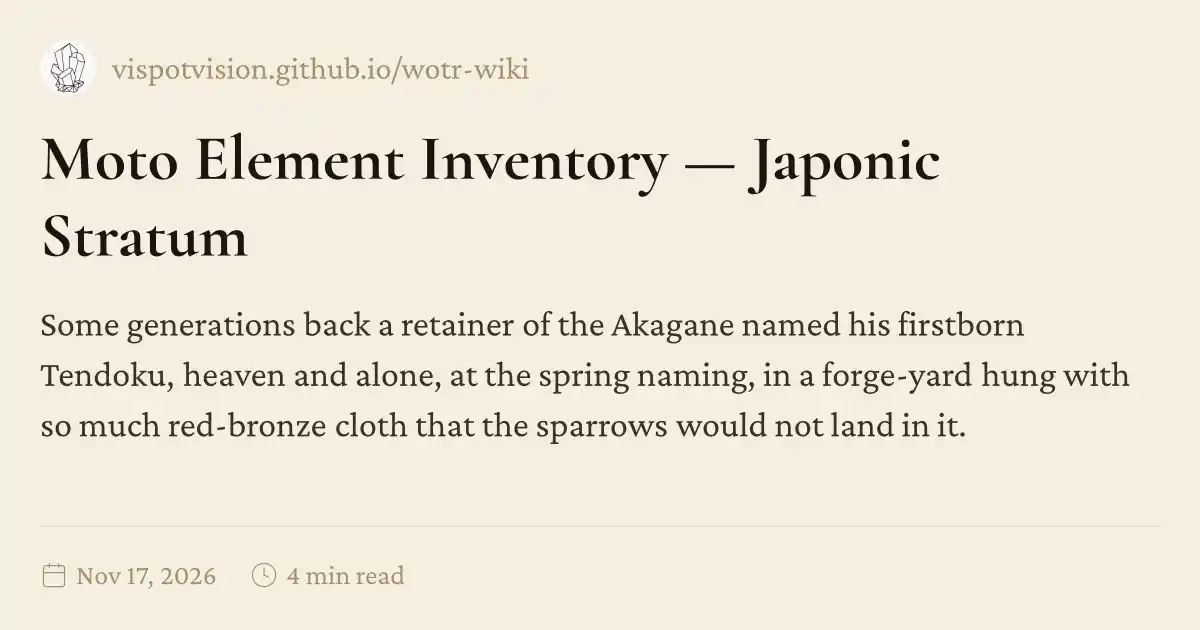 vispotvision.github.io/wotr-wiki
Moto Element Inventory — Japonic
Stratum
Some generations back a retainer of the Akagane named his firstborn
Tendoku, heaven and alone, at the spring naming, in a forge-yard hung with
so much red-bronze cloth that the sparrows would not land in it.
Nov 17, 2026 4 min read